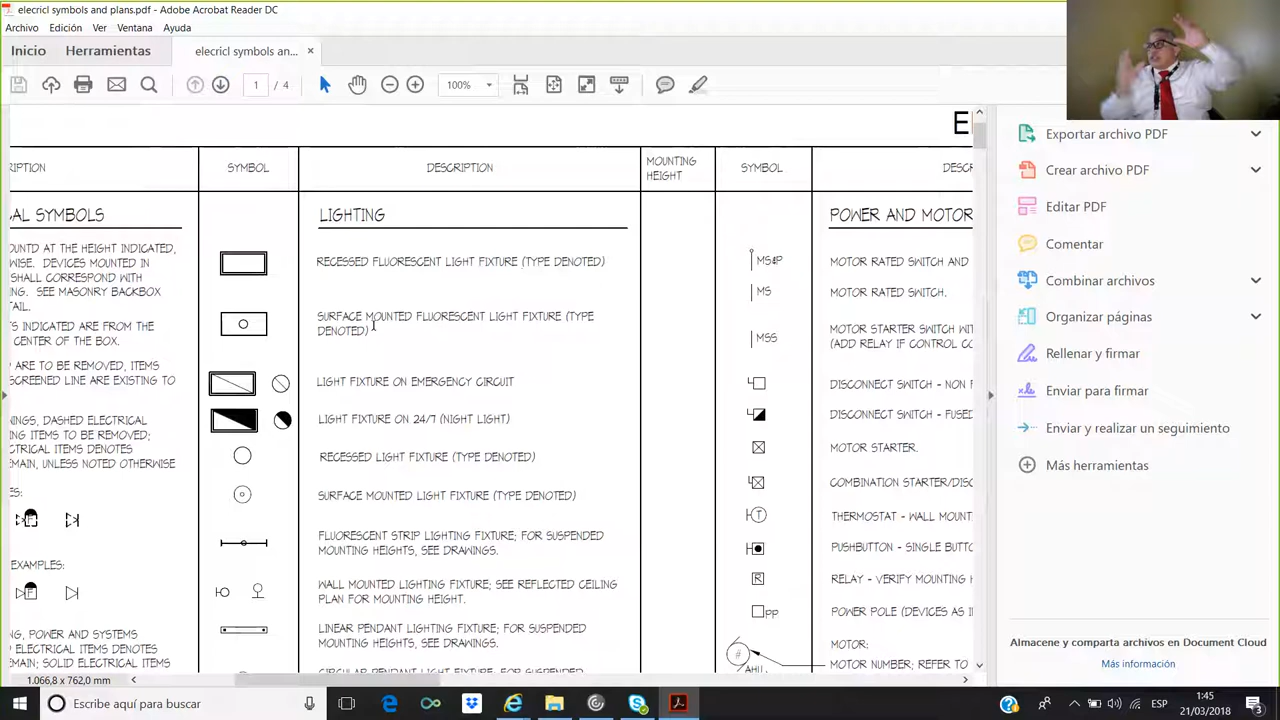 elecricl symbols and plans.pdf - Adobe Acrobat Reader DC
Archivo Edición Ver Ventana Ayuda
Inicio Herramientas elecricl symbols an... ×
1 / 4 100%
SYMBOL DESCRIPTION MOUNTING HEIGHT SYMBOL
AL SYMBOLS
OUNTD AT THE HEIGHT INDICATED,
WISE. DEVICES MOUNTED IN
SHALL CORRESPOND WITH
NG. SEE MASONRY BACKBOX
TAIL.
TS INDICATED ARE FROM THE
CENTER OF THE BOX.
ARE TO BE REMOVED, ITEMS
SCREENED LINE ARE EXISTING TO
NGS, DASHED ELECTRICAL
ING ITEMS TO BE REMOVED;
ECTRICAL ITEMS DENOTES
EMAIN, UNLESS NOTED OTHERWISE
ES:
EXAMPLES:
NG, POWER AND SYSTEMS
D ELECTRICAL ITEMS DENOTES
EMAIN; SOLID ELECTRICAL ITEMS
LIGHTING
RECESSED FLUORESCENT LIGHT FIXTURE (TYPE DENOTED)
SURFACE MOUNTED FLUORESCENT LIGHT FIXTURE (TYPE
DENOTED)
LIGHT FIXTURE ON EMERGENCY CIRCUIT
LIGHT FIXTURE ON 24/7 (NIGHT LIGHT)
RECESSED LIGHT FIXTURE (TYPE DENOTED)
SURFACE MOUNTED LIGHT FIXTURE (TYPE DENOTED)
FLUORESCENT STRIP LIGHTING FIXTURE; FOR SUSPENDED
MOUNTING HEIGHTS, SEE DRAWINGS.
WALL MOUNTED LIGHTING FIXTURE; SEE REFLECTED CEILING
PLAN FOR MOUNTING HEIGHT.
LINEAR PENDANT LIGHTING FIXTURE; FOR SUSPENDED
MOUNTING HEIGHTS, SEE DRAWINGS.
POWER AND MOTOR
MS&P MOTOR RATED SWITCH AND
MS MOTOR RATED SWITCH.
MSS MOTOR STARTER SWITCH WIT
(ADD RELAY IF CONTROL CO
DISCONNECT SWITCH - NON F
DISCONNECT SWITCH - FUSED
MOTOR STARTER.
COMBINATION STARTER/DISC
T THERMOSTAT - WALL MOUNT
PUSHBUTTON - SINGLE BUTTO
R RELAY - VERIFY MOUNTING H
PP POWER POLE (DEVICES AS I
MOTOR:
# MOTOR NUMBER; REFER TO
Exportar archivo PDF
Crear archivo PDF
Editar PDF
Comentar
Combinar archivos
Organizar páginas
Rellenar y firmar
Enviar para firmar
Enviar y realizar un seguimiento
Más herramientas
Almacene y comparta archivos en Document Cloud
Más información
1.066,8 x 762,0 mm
Escribe aquí para buscar
ESP
1:45
21/03/2018
3